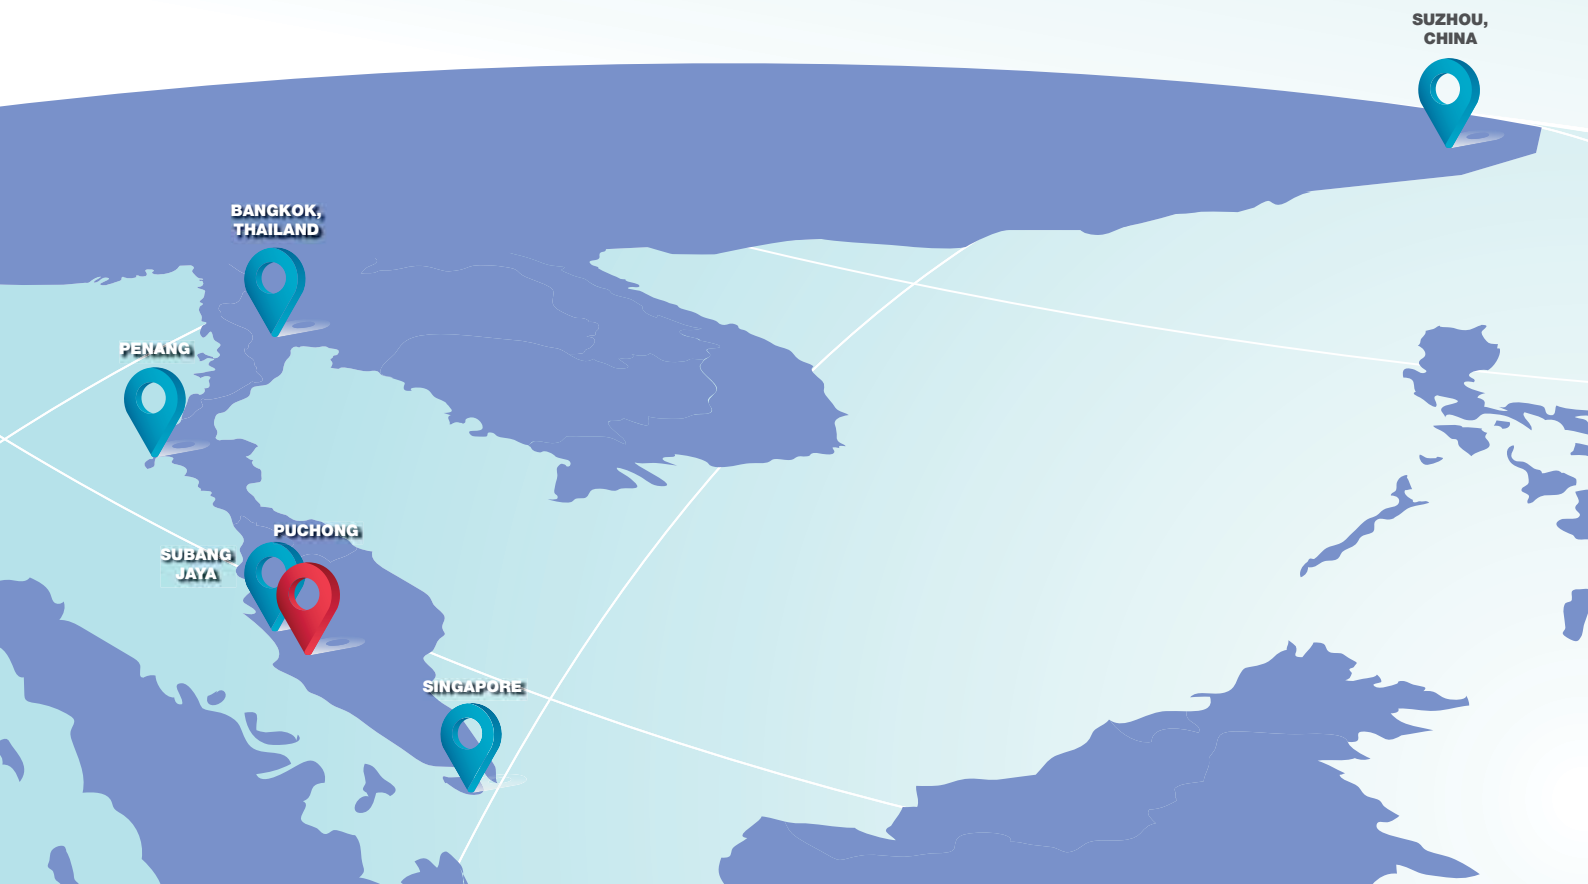 SUZHOU,
CHINA
BANGKOK,
THAILAND
PENANG
PUCHONG
SUBANG
JAYA
SINGAPORE